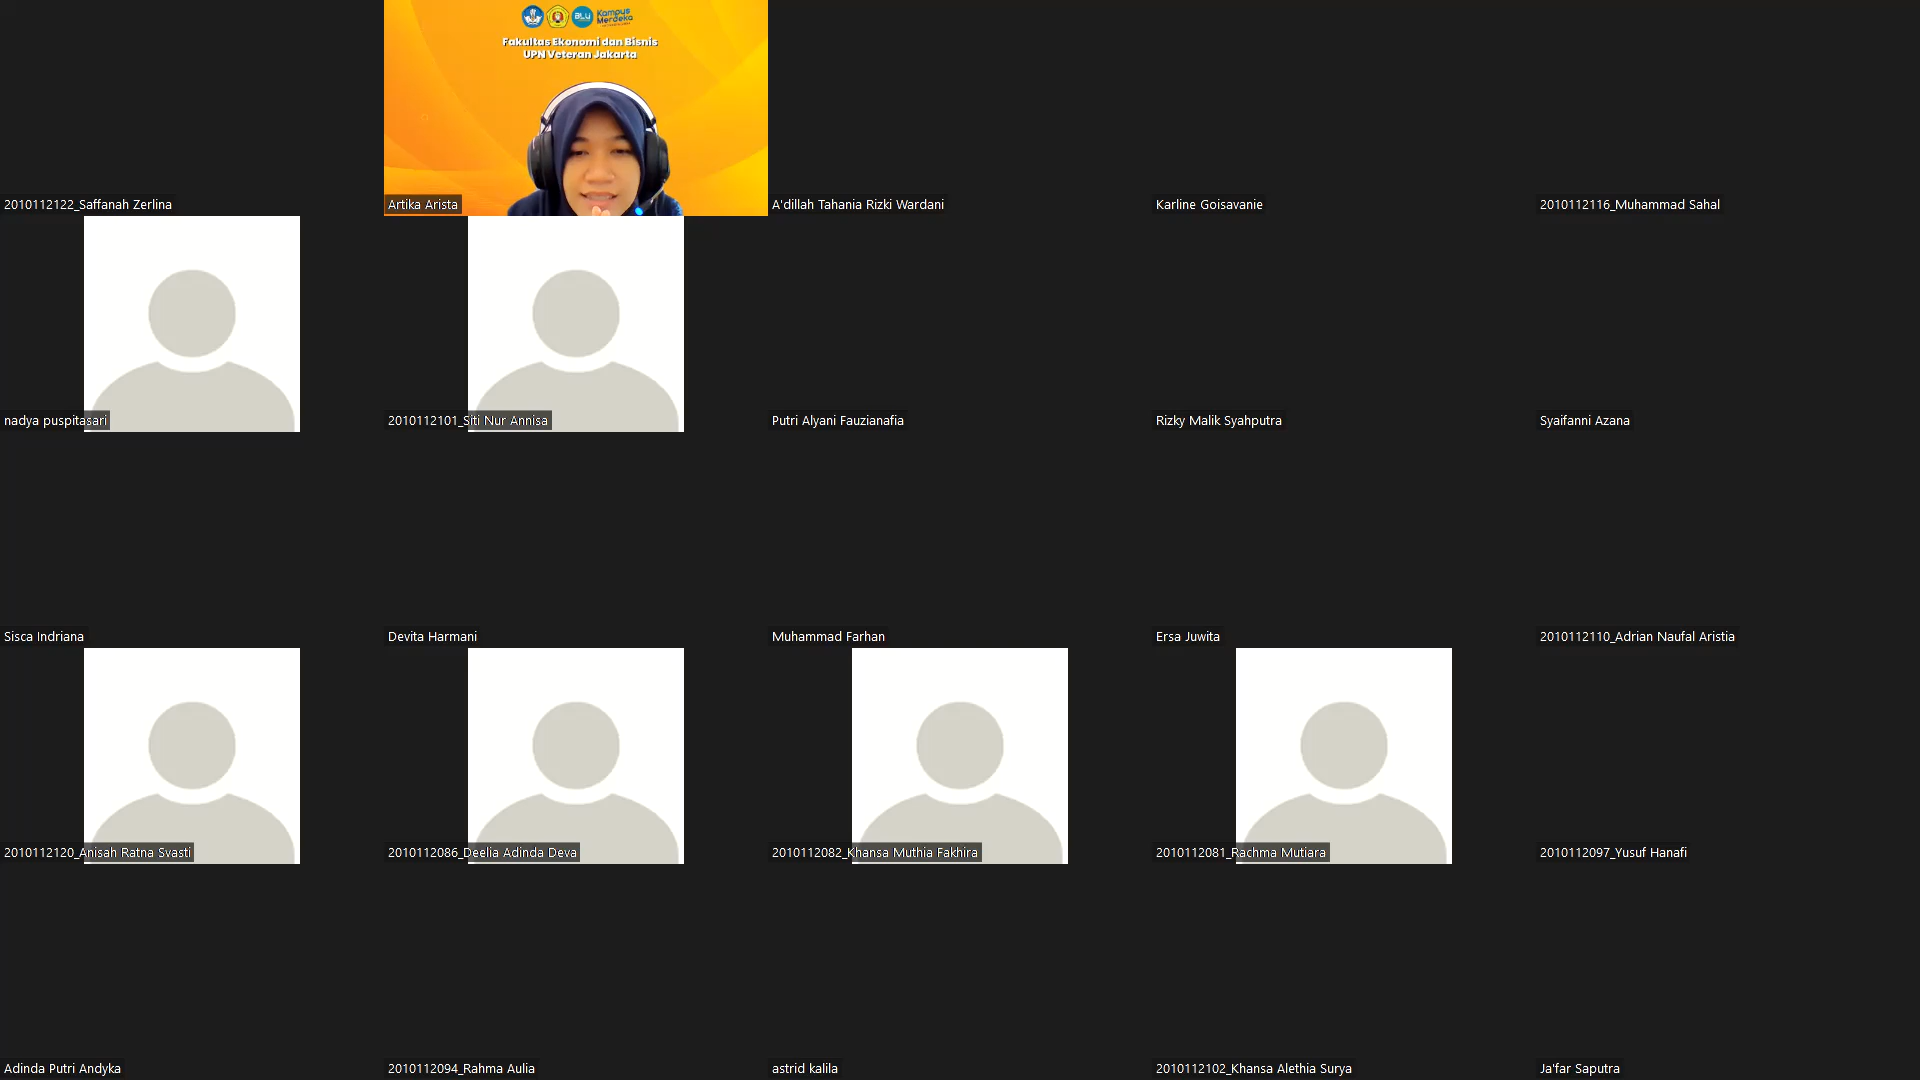 BLU
Kampus
Merdeka
Fakultas Ekonomi dan Bisnis
UPN Veteran Jakarta
2010112122_Saffanah Zerlina
Artika Arista
A'dillah Tahania Rizki Wardani
Karline Goisavanie
2010112116_Muhammad Sahal
nadya puspitasari
2010112101_Siti Nur Annisa
Putri Alyani Fauzianafia
Rizky Malik Syahputra
Syaifanni Azana
Sisca Indriana
Devita Harmani
Muhammad Farhan
Ersa Juwita
2010112110_Adrian Naufal Aristia
2010112120_Anisah Ratna Svasti
2010112086_Deelia Adinda Deva
2010112082_Khansa Muthia Fakhira
2010112081_Rachma Mutiara
2010112097_Yusuf Hanafi
Adinda Putri Andyka
2010112094_Rahma Aulia
astrid kalila
2010112102_Khansa Alethia Surya
Ja'far Saputra